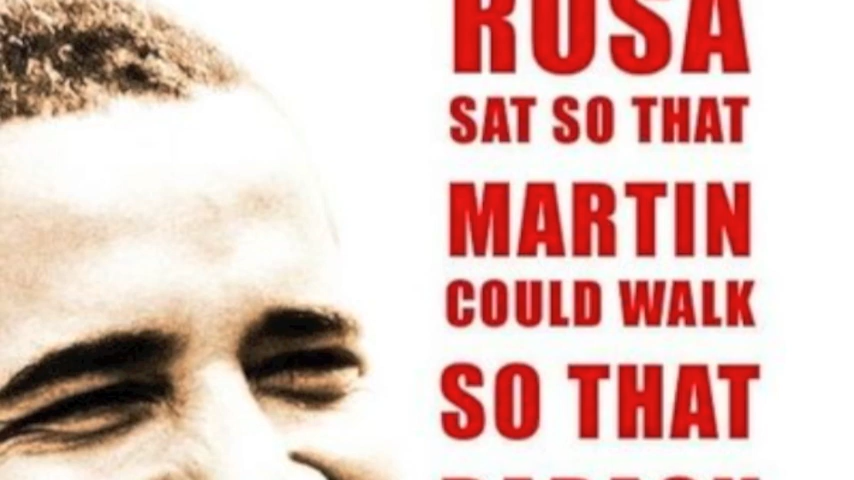 ROSA
SAT SO THAT
MARTIN
COULD WALK
SO THAT